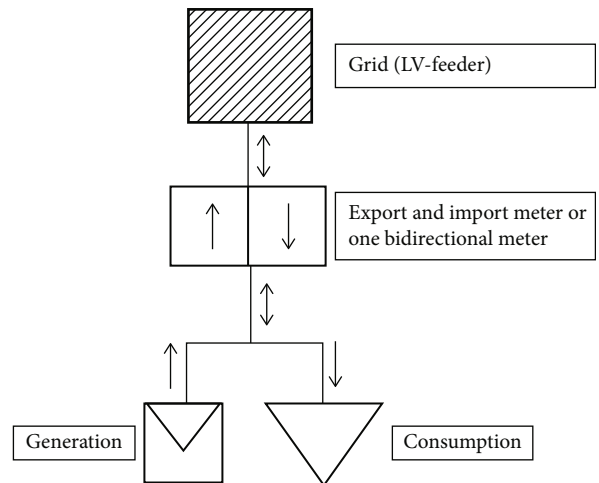 Grid (LV-feeder)
Export and import meter or
one bidirectional meter
Generation
Consumption